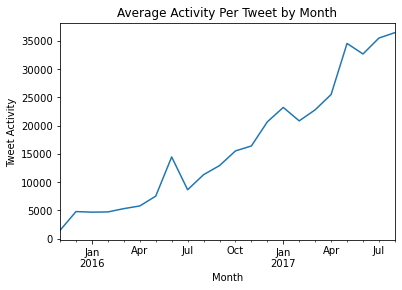 Average Activity Per Tweet by Month
35000
30000
25000
20000
15000
10000
5000
0
Tweet Activity
Jan
2016
Apr
Jul
Oct
Jan
2017
Apr
Jul
Month